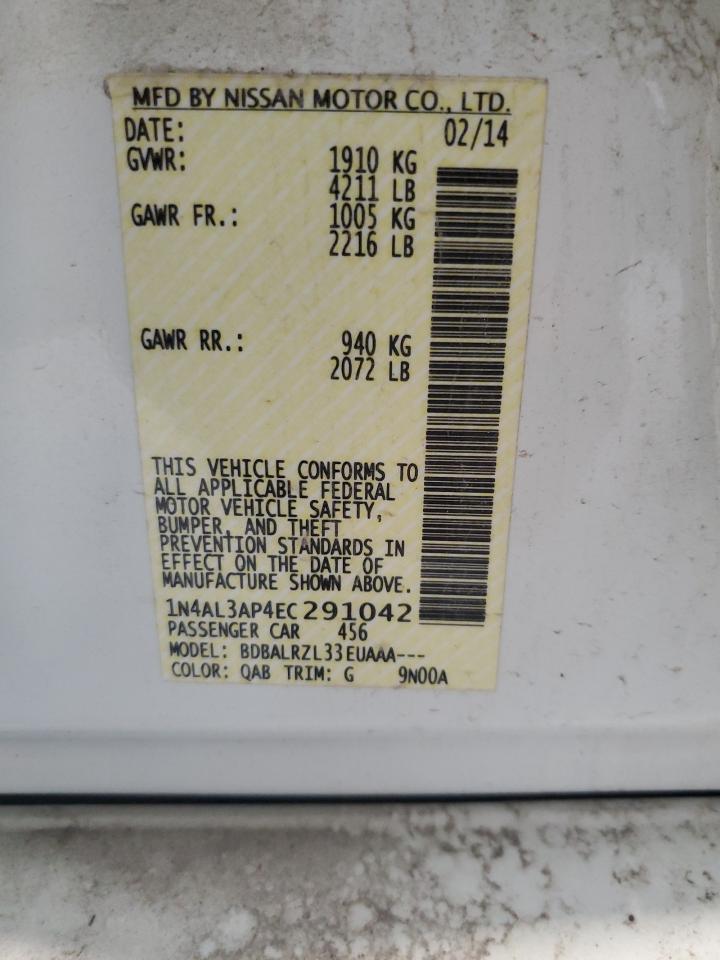 MFD BY NISSAN MOTOR CO., LTD.
DATE: 02/14
GVWR: 1910 KG
4211 LB
GAWR FR.: 1005 KG
2216 LB
GAWR RR.: 940 KG
2072 LB
THIS VEHICLE CONFORMS TO
ALL APPLICABLE FEDERAL
MOTOR VEHICLE SAFETY,
BUMPER, AND THEFT
PREVENTION STANDARDS IN
EFFECT ON THE DATE OF
MANUFACTURE SHOWN ABOVE.
1N4AL3AP4EC291042
PASSENGER CAR 456
MODEL: BDBALRZL33EUAAA---
COLOR: QAB TRIM: G 9N00A